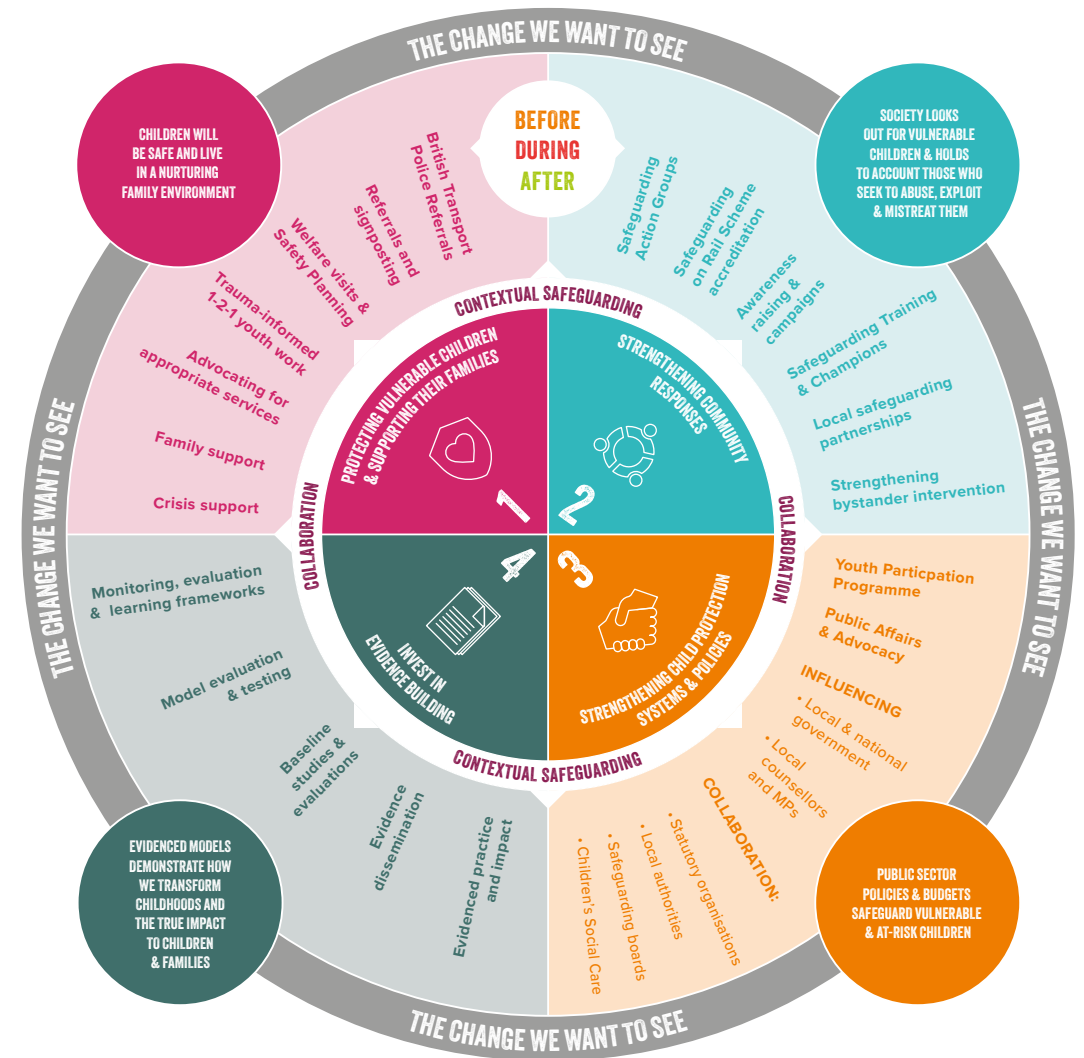 THE CHANGE WE WANT TO SEE
THE CHANGE WE WANT TO SEE
THE CHANGE WE WANT TO SEE
THE CHANGE WE WANT TO SEE
CHILDREN WILL
BE SAFE AND LIVE
IN A NURTURING
FAMILY ENVIRONMENT
SOCIETY LOOKS
OUT FOR VULNERABLE
CHILDREN & HOLDS
TO ACCOUNT THOSE WHO
SEEK TO ABUSE, EXPLOIT
& MISTREAT THEM
BEFORE
DURING
AFTER
British Transport
Police Referrals
Referrals and
signposting
Welfare visits &
Safety Planning
Trauma-informed
1-2-1 youth work
Advocating for
appropriate services
Family support
Crisis support
Safeguarding
Action Groups
Safeguarding
on Rail Scheme
accreditation
Awareness
raising &
campaigns
Safeguarding Training
& Champions
Local safeguarding
partnerships
Strengthening
bystander intervention
CONTEXTUAL SAFEGUARDING
COLLABORATION
COLLABORATION
CONTEXTUAL SAFEGUARDING
PROTECTING VULNERABLE CHILDREN
& SUPPORTING THEIR FAMILIES
1
STRENGTHENING COMMUNITY
RESPONSES
2
3
STRENGTHENING CHILD PROTECTION
SYSTEMS & POLICIES
4
INVEST IN
EVIDENCE BUILDING
Youth Particpation
Programme
Public Affairs
& Advocacy
INFLUENCING
• Local & national
government
• Local
counsellors
and MPs
COLLABORATION:
• Statutory organisations
• Local authorities
• Safeguarding boards
• Children's Social Care
Monitoring, evaluation
& learning frameworks
Model evaluation
& testing
Baseline
studies &
evaluations
Evidence
dissemination
Evidenced practice
and impact
EVIDENCED MODELS
DEMONSTRATE HOW
WE TRANSFORM
CHILDHOODS AND
THE TRUE IMPACT
TO CHILDREN
& FAMILIES
PUBLIC SECTOR
POLICIES & BUDGETS
SAFEGUARD VULNERABLE
& AT-RISK CHILDREN